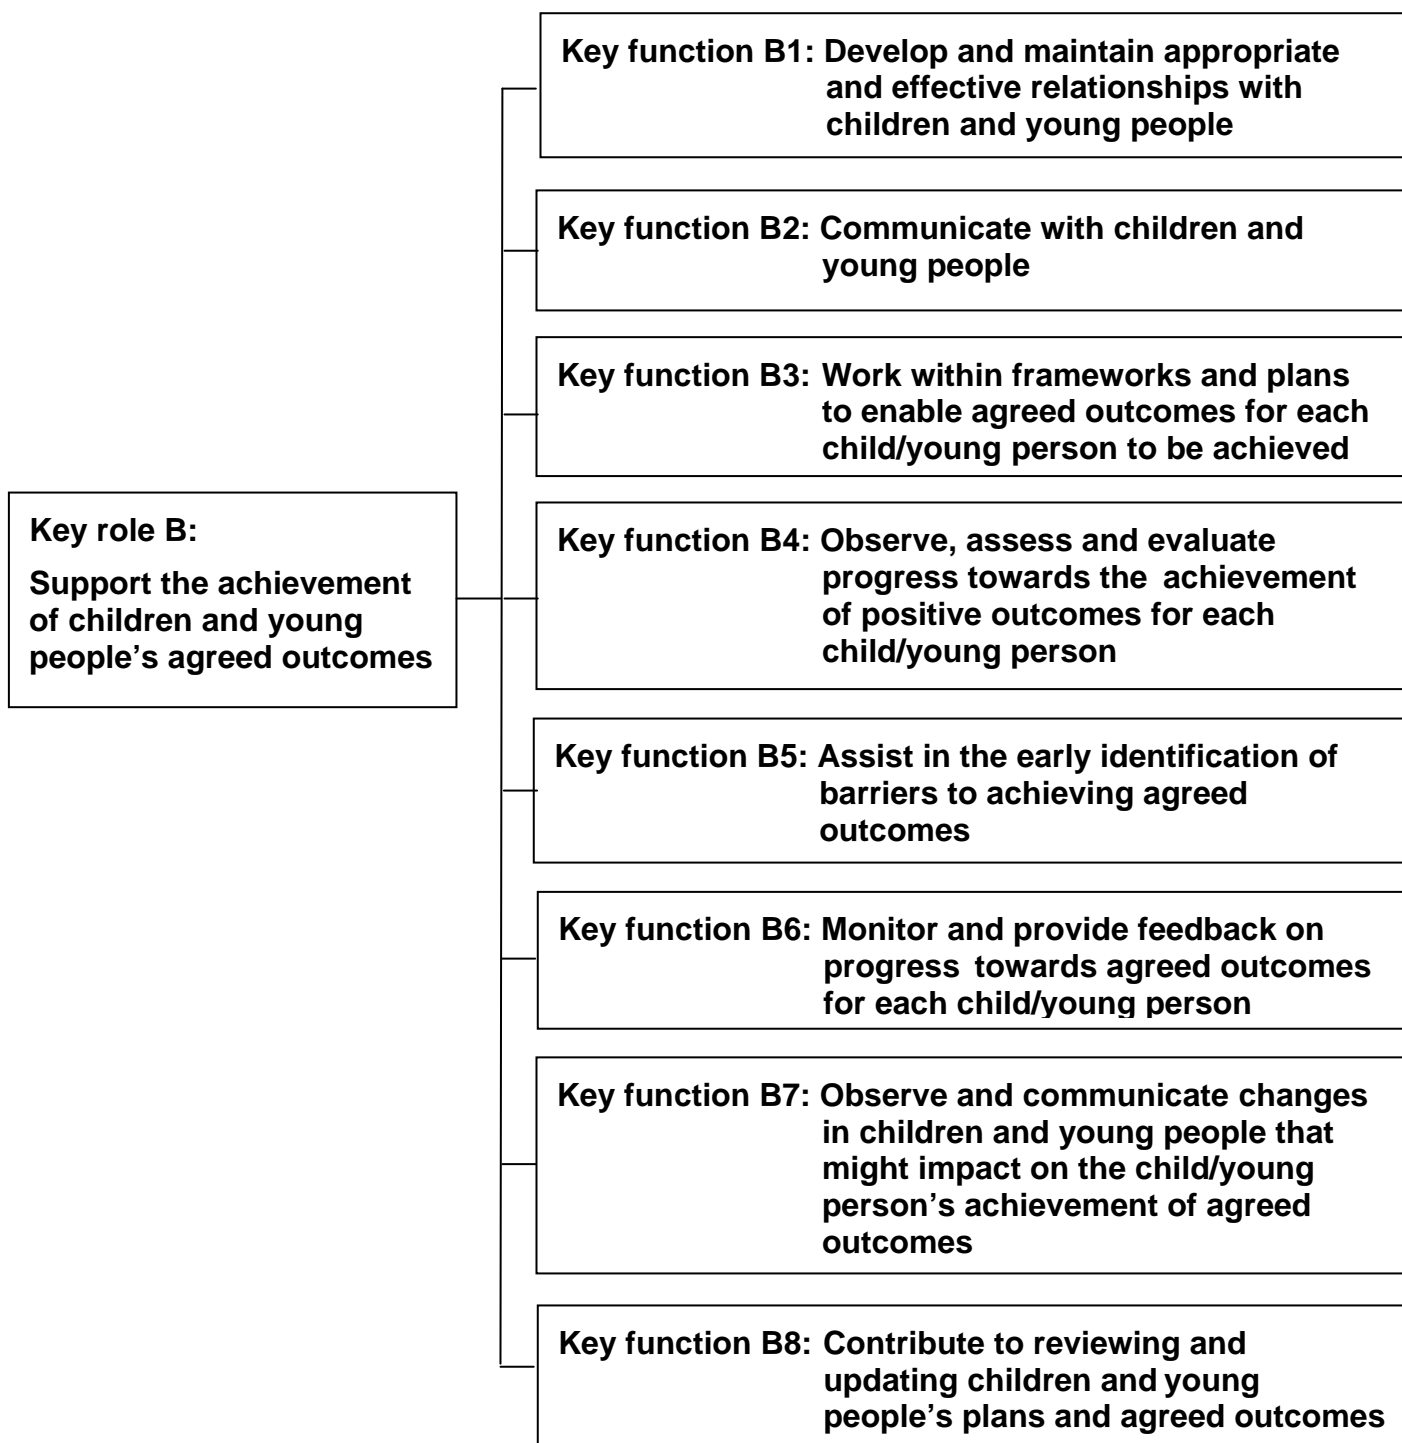 Key function B1: Develop and maintain appropriate
and effective relationships with
children and young people
Key function B2: Communicate with children and
young people
Key function B3: Work within frameworks and plans
to enable agreed outcomes for each
child/young person to be achieved
Key role B:
Support the achievement
of children and young
people’s agreed outcomes
Key function B4: Observe, assess and evaluate
progress towards the achievement
of positive outcomes for each
child/young person
Key function B5: Assist in the early identification of
barriers to achieving agreed
outcomes
Key function B6: Monitor and provide feedback on
progress towards agreed outcomes
for each child/young person
Key function B7: Observe and communicate changes
in children and young people that
might impact on the child/young
person’s achievement of agreed
outcomes
Key function B8: Contribute to reviewing and
updating children and young
people’s plans and agreed outcomes